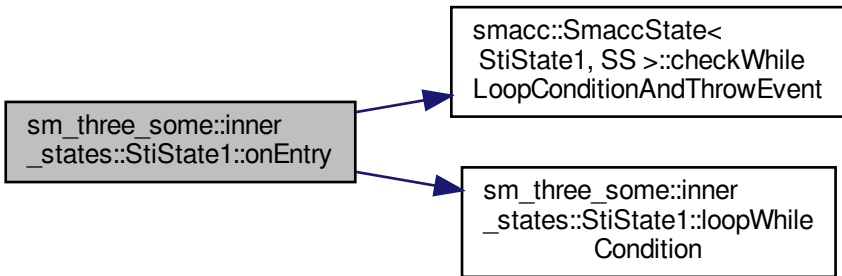 smacc::SmaccState<
StiState1, SS >::checkWhile
LoopConditionAndThrowEvent
sm_three_some::inner
_states::StiState1::onEntry
sm_three_some::inner
_states::StiState1::loopWhile
Condition